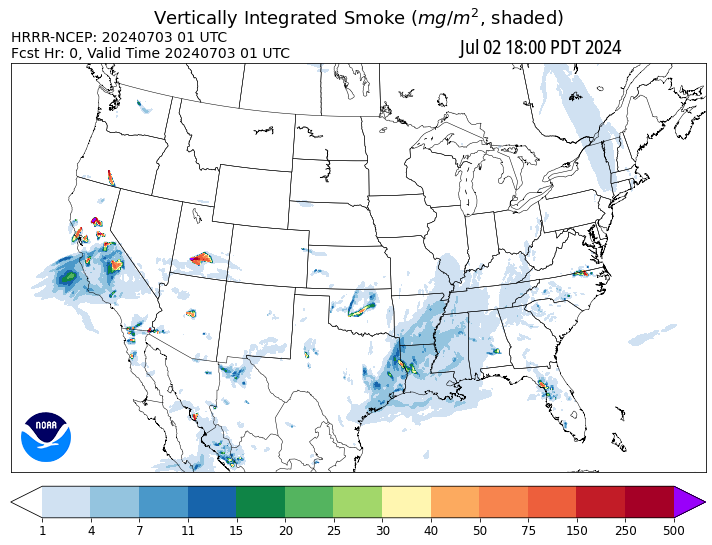 Vertically Integrated Smoke (mg/m², shaded)
HRRR-NCEP: 20240703 01 UTC
Fcst Hr: 0, Valid Time 20240703 01 UTC
Jul 02 18:00 PDT 2024
NOAA
1 4 7 11 15 20 25 30 40 50 75 150 250 500